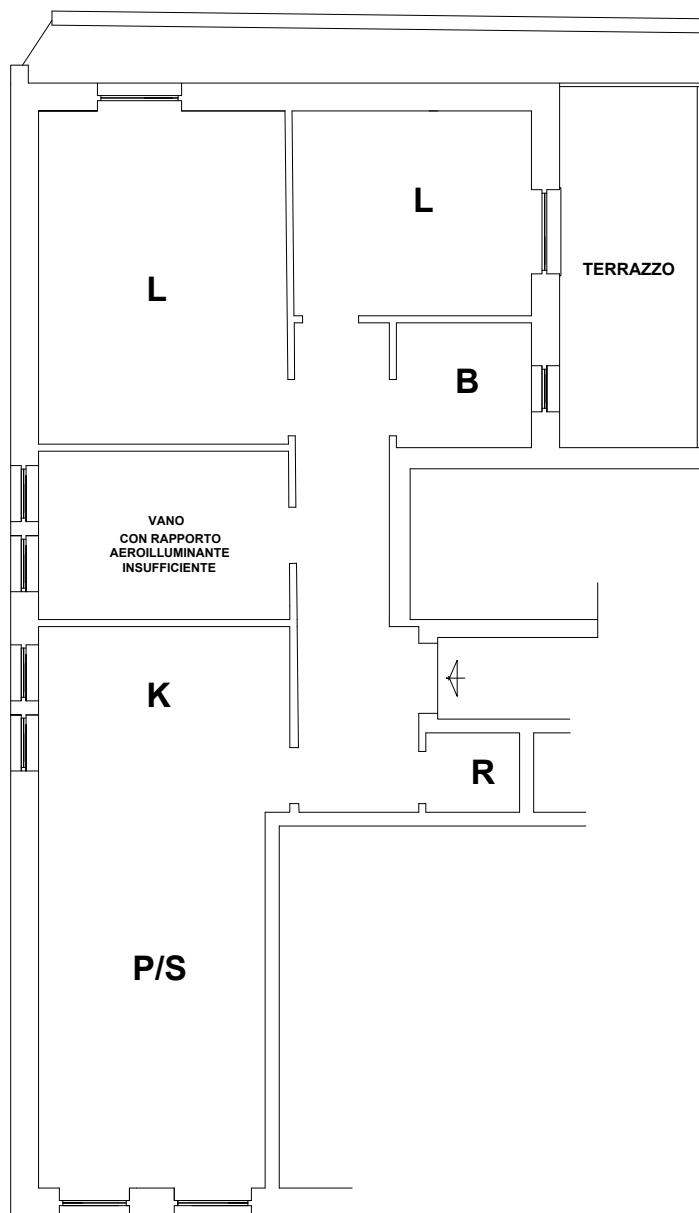 L
TERRAZZO
L
B
VANO
CON RAPPORTO
AEROILLUMINANTE
INSUFFICIENTE
K
R
P/S